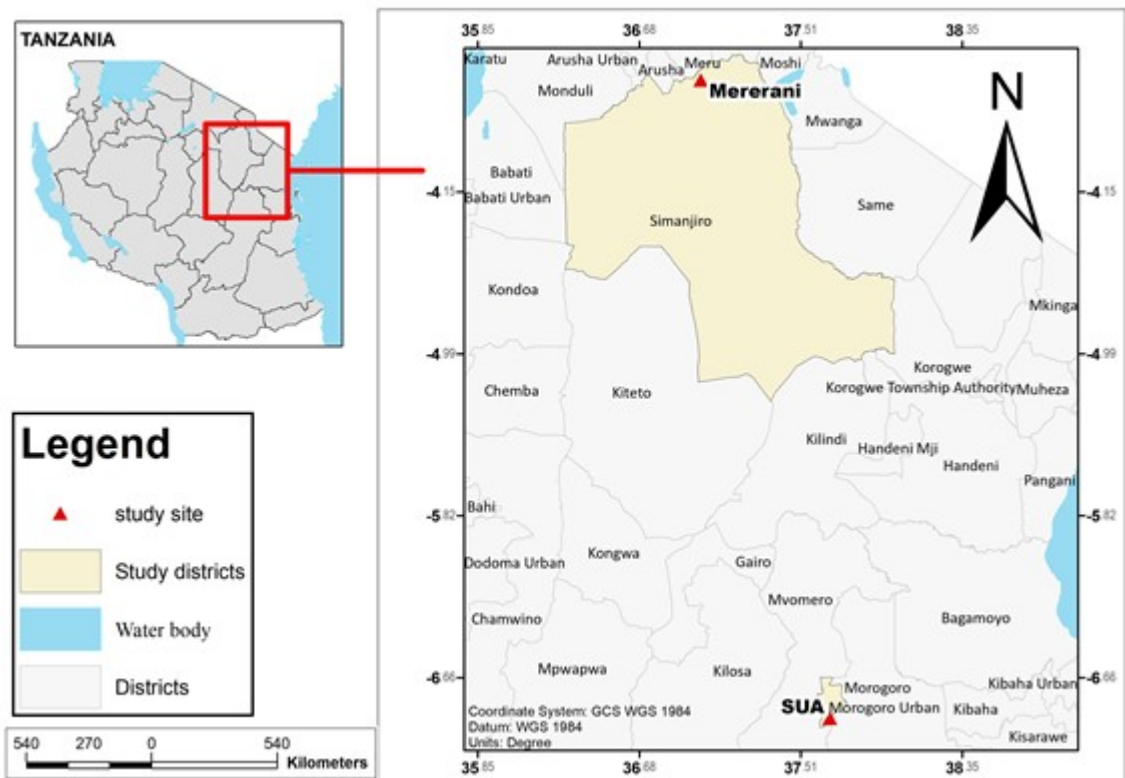 TANZANIA
Legend
study site
Study districts
Water body
Districts
540 270 0 540
Kilometers
35.85 36.68 37.51 38.35
Karatu
Arusha Urban
Meru
Moshi
Arusha
Monduli
Mererani
Mwanga
N
-4.15 -4.15
Babati
Babati Urban
Same
Simanjiro
Kondoa
Mkinga
-4.99 -4.99
Korogwe
Chemba
Kiteto
Korogwe Township Authority
Muheza
Kilindi
Handeni Mji
Handeni
Pangani
Bahi
-5.82 -5.82
Kongwa
Gairo
Dodoma Urban
Mvomero
Chamwino
Bagamoyo
Mpwapwa
Kilosa
-6.66 -6.66
Morogoro
Kibaha Urban
SUA
Morogoro Urban
Kibaha
Kisarawe
Coordinate System: GCS WGS 1984
Datum: WGS 1984
Units: Degree
35.85 36.68 37.51 38.35